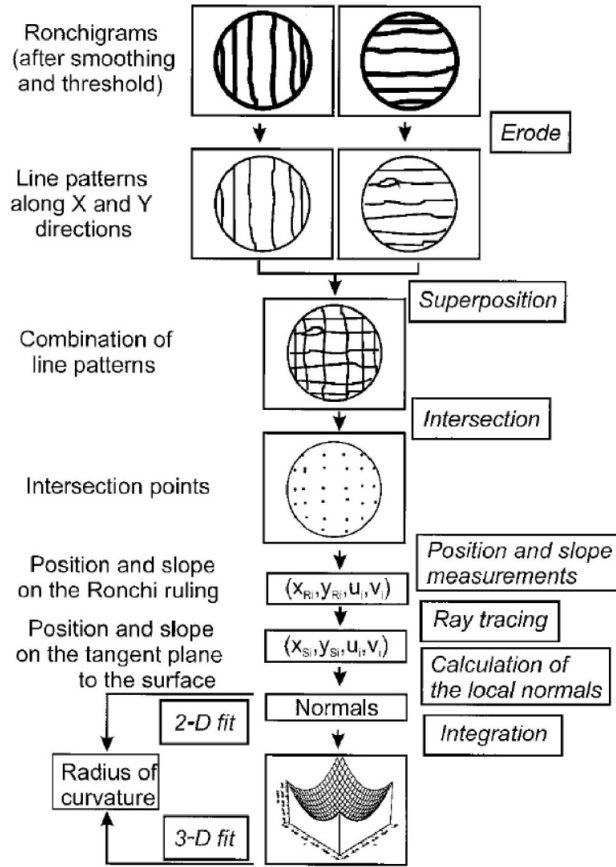 Ronchigrams
(after smoothing
and threshold)
Erode
Line patterns
along X and Y
directions
Superposition
Combination of
line patterns
Intersection
Intersection points
Position and slope
measurements
Position and slope
on the Ronchi ruling
(x_Ri,y_Ri,u_i,v_i)
Ray tracing
Position and slope
on the tangent plane
to the surface
(x_Si,y_Si,u_i,v_i)
Calculation of
the local normals
2-D fit
Normals
Integration
Radius of
curvature
3-D fit